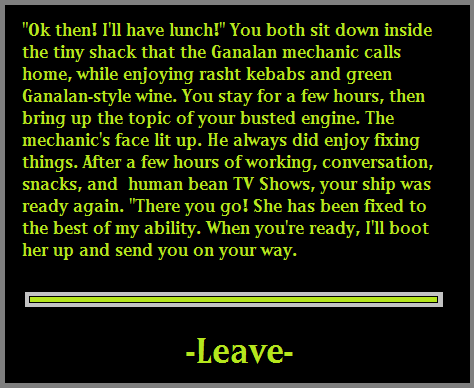 "Ok then! I'll have lunch!" You both sit down inside
the tiny shack that the Ganalan mechanic calls
home, while enjoying rasht kebabs and green
Ganalan-style wine. You stay for a few hours, then
bring up the topic of your busted engine. The
mechanic's face lit up. He always did enjoy fixing
things. After a few hours of working, conversation,
snacks, and  human bean TV Shows, your ship was
ready again. "There you go! She has been fixed to
the best of my ability. When you're ready, I'll boot
her up and send you on your way.
-Leave-